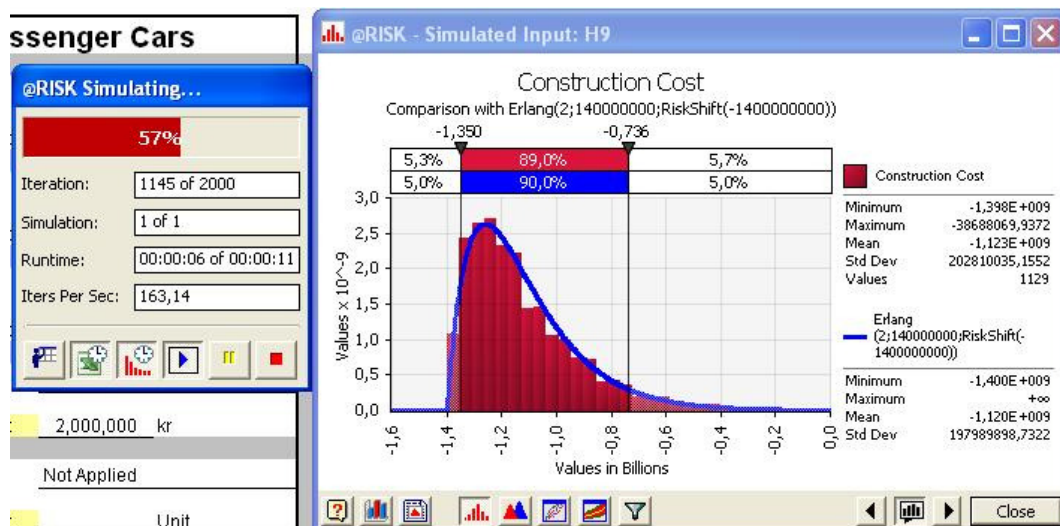 ssenger Cars
@RISK Simulating...
57%
Iteration: 1145 of 2000
Simulation: 1 of 1
Runtime: 00:00:06 of 00:00:11
Iters Per Sec: 163,14
2,000,000 kr
Not Applied
Unit
@RISK - Simulated Input: H9
Construction Cost
Comparison with Erlang(2;140000000;RiskShift(-1400000000))
-1,350 -0,736
5,3% 89,0% 5,7%
5,0% 90,0% 5,0%
3,0
2,5
2,0
1,5
1,0
0,5
0,0
Values x 10^-9
-1,6 -1,4 -1,2 -1,0 -0,8 -0,6 -0,4 -0,2 0,0
Values in Billions
Construction Cost
Minimum -1,398E+009
Maximum -38688069,9372
Mean -1,123E+009
Std Dev 202810035,1552
Values 1129
Erlang
(2;140000000;RiskShift(-
1400000000))
Minimum -1,400E+009
Maximum +∞
Mean -1,120E+009
Std Dev 197989898,7322
Close